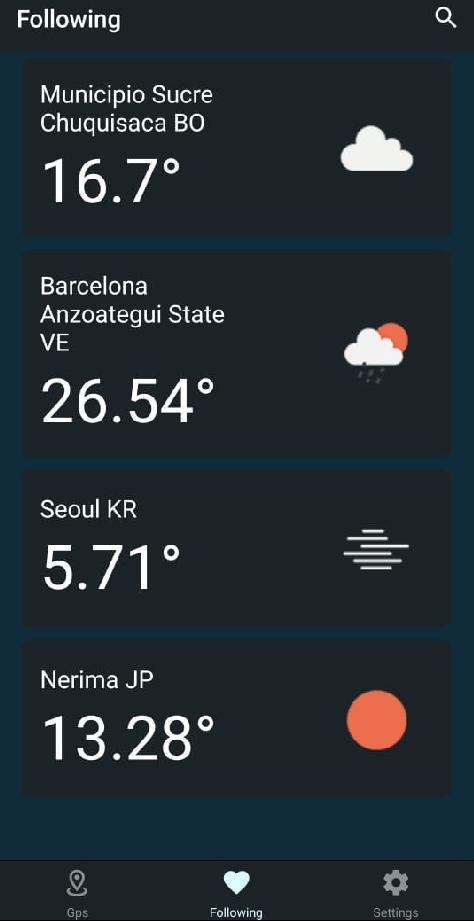 Following
Municipio Sucre
Chuquisaca BO
16.7°
Barcelona
Anzoategui State
VE
26.54°
Seoul KR
5.71°
Nerima JP
13.28°
Gps
Following
Settings